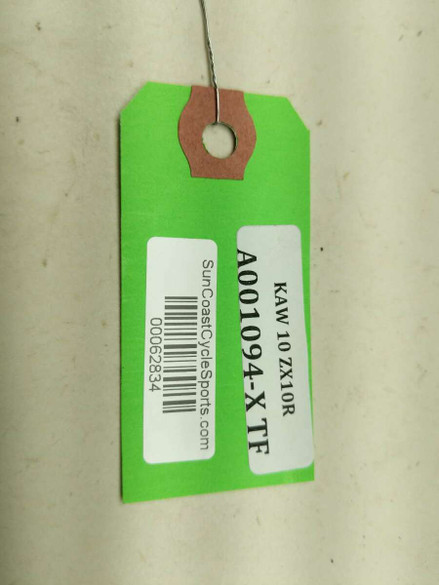 KAW 10 ZX10R
A001094-X TF
SunCoastCycleSports.com
00062834